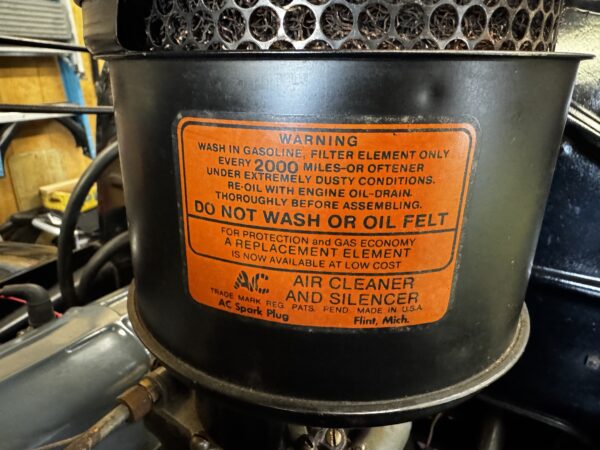 WARNING
WASH IN GASOLINE, FILTER ELEMENT ONLY
EVERY 2000 MILES-OR OFTENER
UNDER EXTREMELY DUSTY CONDITIONS.
RE-OIL WITH ENGINE OIL-DRAIN.
THOROUGHLY BEFORE ASSEMBLING.
DO NOT WASH OR OIL FELT
FOR PROTECTION and GAS ECONOMY
A REPLACEMENT ELEMENT
IS NOW AVAILABLE AT LOW COST
AC AIR CLEANER
AND SILENCER
TRADE MARK REG. PATS. PEND. MADE IN U.S.A.
AC Spark Plug Flint, Mich.